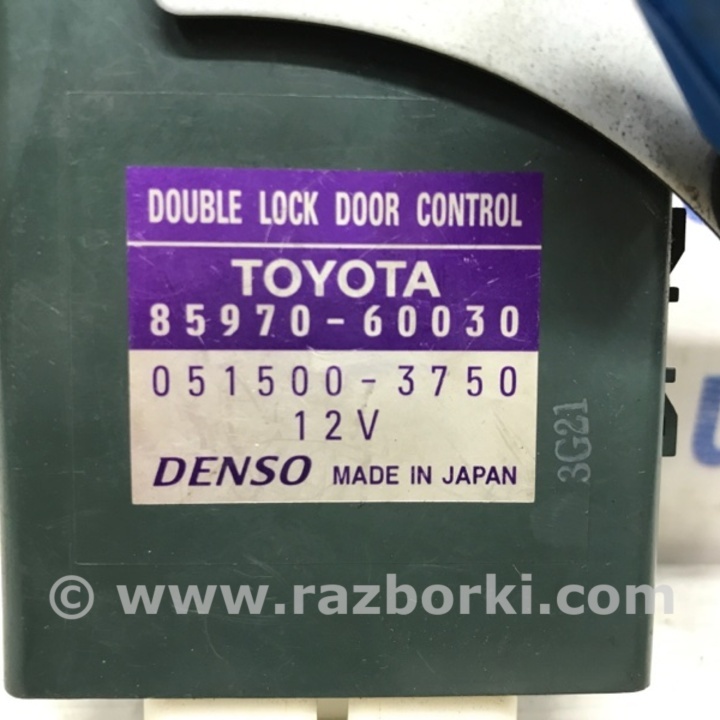 DOUBLE LOCK DOOR CONTROL
TOYOTA
85970-60030
051500-3750
12V
DENSO MADE IN JAPAN
3G21
© www.razborki.com